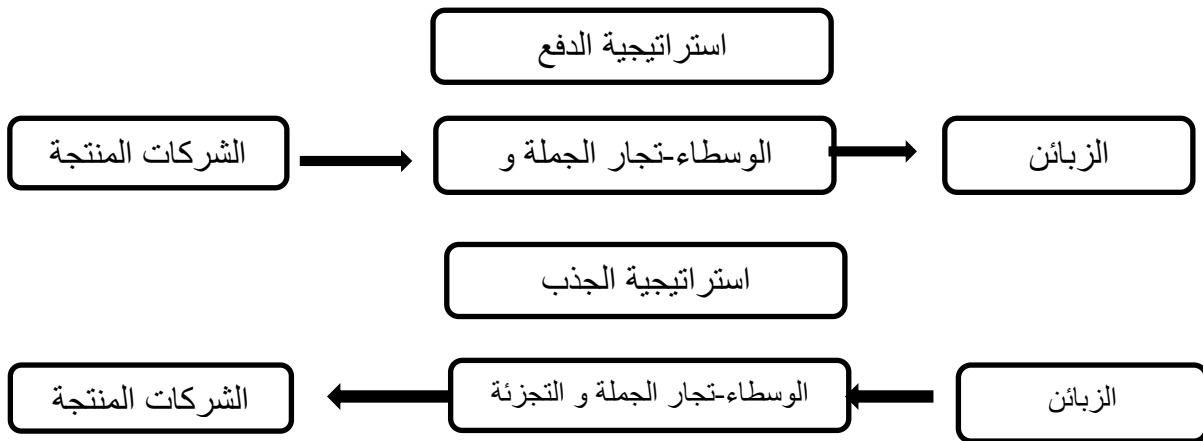 استراتيجية الدفع
الشركات المنتجة
الوسطاء-تجار الجملة و
الزبائن
استراتيجية الجذب
الشركات المنتجة
الوسطاء-تجار الجملة و التجزئة
الزبائن